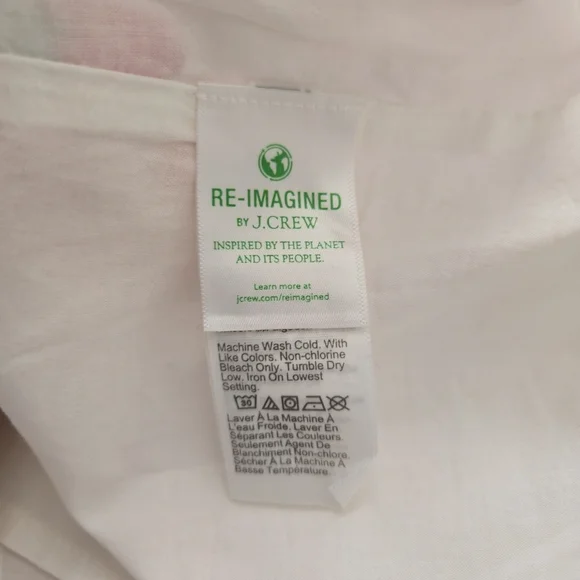 RE-IMAGINED
BY J.CREW
INSPIRED BY THE PLANET
AND ITS PEOPLE.
Learn more at
jcrew.com/reimagined
Machine Wash Cold. With
Like Colors. Non-chlorine
Bleach Only. Tumble Dry
Low. Iron On Lowest
Setting.
30
Laver À La Machine À
L'eau Froide. Laver En
Séparant Les Couleurs.
Seulement Agent De
Blanchiment Non-chlore.
Sécher À La Machine À
Basse Température.